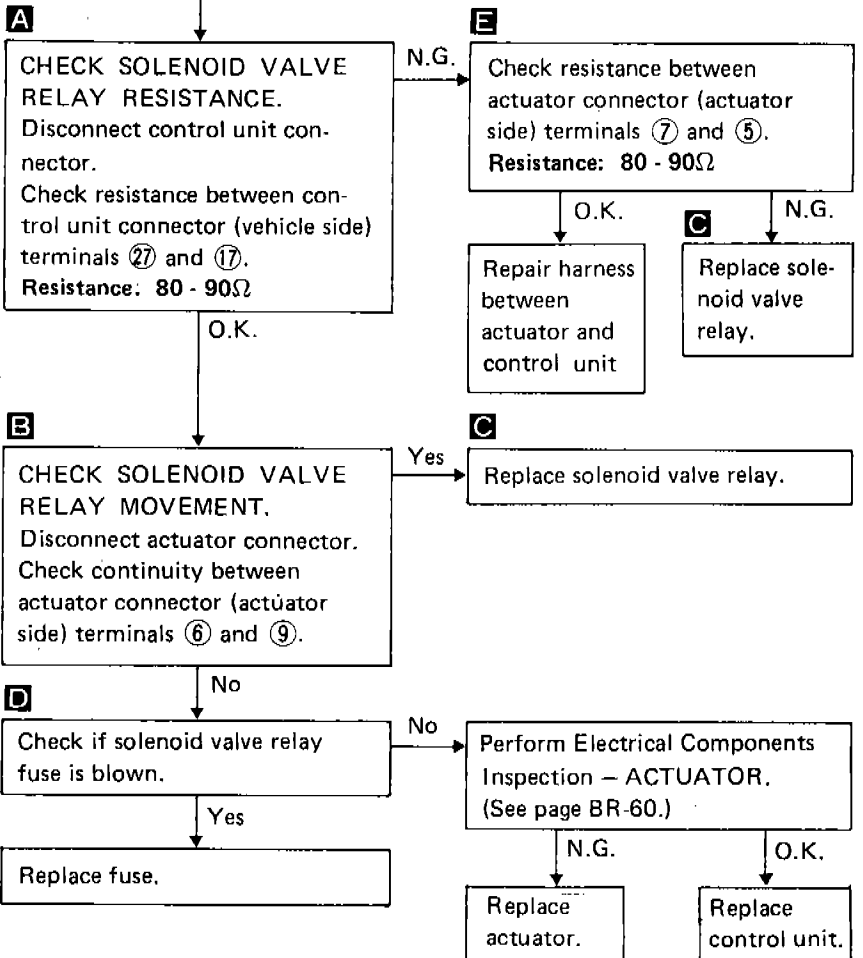 A
CHECK SOLENOID VALVE
RELAY RESISTANCE.
Disconnect control unit con-
nector.
Check resistance between con-
trol unit connector (vehicle side)
terminals ㉗ and ⑰.
Resistance: 80 - 90Ω
N.G.
E
Check resistance between
actuator connector (actuator
side) terminals ⑦ and ⑤.
Resistance: 80 - 90Ω
O.K.
Repair harness
between
actuator and
control unit
N.G.
C
Replace sole-
noid valve
relay.
O.K.
B
CHECK SOLENOID VALVE
RELAY MOVEMENT.
Disconnect actuator connector.
Check continuity between
actuator connector (actuator
side) terminals ⑥ and ⑨.
Yes
C
Replace solenoid valve relay.
No
D
Check if solenoid valve relay
fuse is blown.
Yes
Replace fuse.
No
Perform Electrical Components
Inspection — ACTUATOR.
(See page BR-60.)
N.G.
Replace
actuator.
O.K.
Replace
control unit.